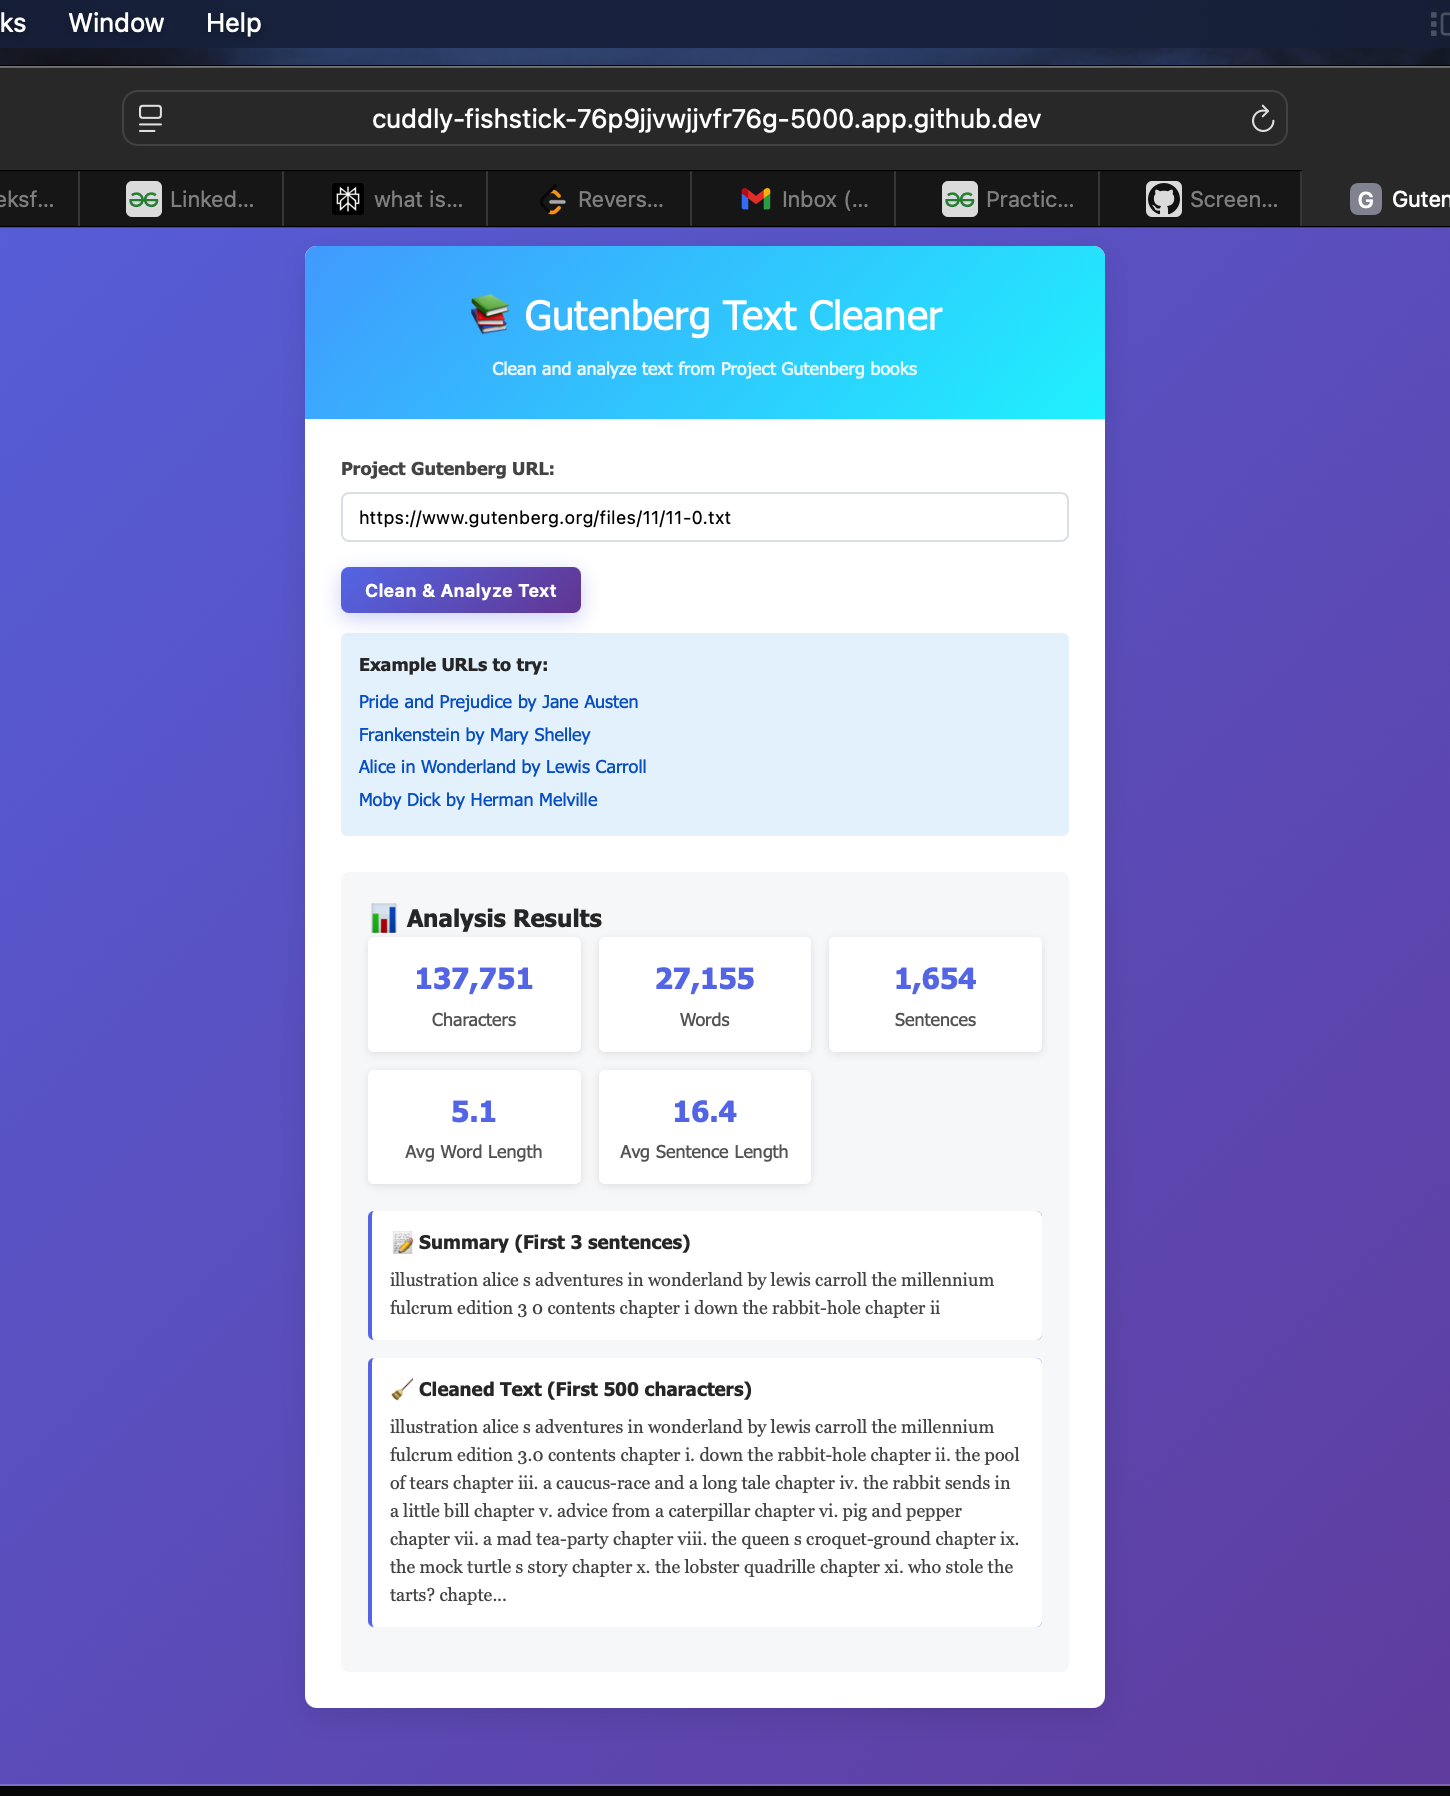 ks Window Help
cuddly-fishstick-76p9jjvwjjvfr76g-5000.app.github.dev
eksf... Linked... what is... Revers... Inbox (... Practic... Screen... G Guten
📚 Gutenberg Text Cleaner
Clean and analyze text from Project Gutenberg books
Project Gutenberg URL:
https://www.gutenberg.org/files/11/11-0.txt
Clean & Analyze Text
Example URLs to try:
Pride and Prejudice by Jane Austen
Frankenstein by Mary Shelley
Alice in Wonderland by Lewis Carroll
Moby Dick by Herman Melville
📊 Analysis Results
137,751 27,155 1,654
Characters Words Sentences
5.1 16.4
Avg Word Length Avg Sentence Length
📝 Summary (First 3 sentences)
illustration alice s adventures in wonderland by lewis carroll the millennium
fulcrum edition 3 0 contents chapter i down the rabbit-hole chapter ii
🧹 Cleaned Text (First 500 characters)
illustration alice s adventures in wonderland by lewis carroll the millennium
fulcrum edition 3.0 contents chapter i. down the rabbit-hole chapter ii. the pool
of tears chapter iii. a caucus-race and a long tale chapter iv. the rabbit sends in
a little bill chapter v. advice from a caterpillar chapter vi. pig and pepper
chapter vii. a mad tea-party chapter viii. the queen s croquet-ground chapter ix.
the mock turtle s story chapter x. the lobster quadrille chapter xi. who stole the
tarts? chapte...